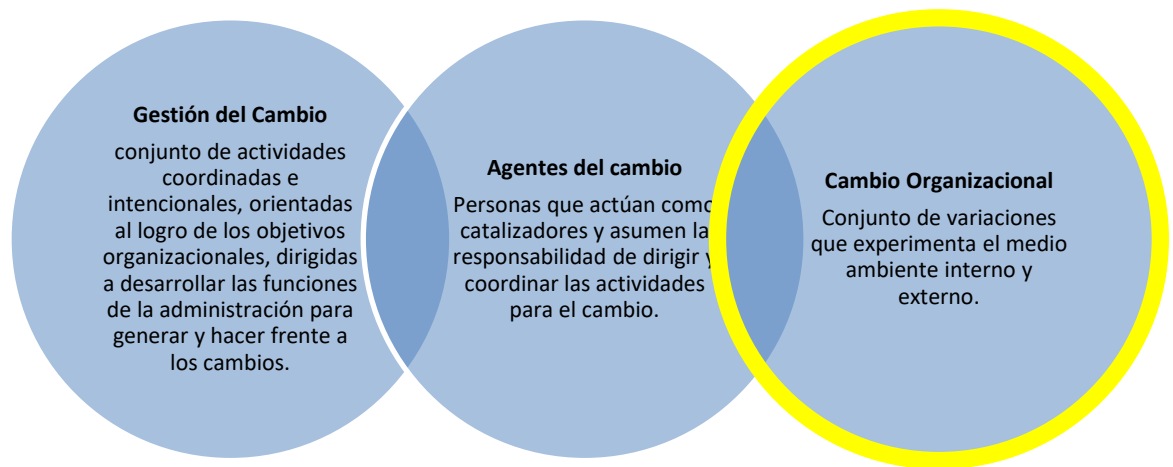 Gestión del Cambio
conjunto de actividades
coordinadas e
intencionales, orientadas
al logro de los objetivos
organizacionales, dirigidas
a desarrollar las funciones
de la administración para
generar y hacer frente a
los cambios.
Agentes del cambio
Personas que actúan como
catalizadores y asumen la
responsabilidad de dirigir y
coordinar las actividades
para el cambio.
Cambio Organizacional
Conjunto de variaciones
que experimenta el medio
ambiente interno y
externo.